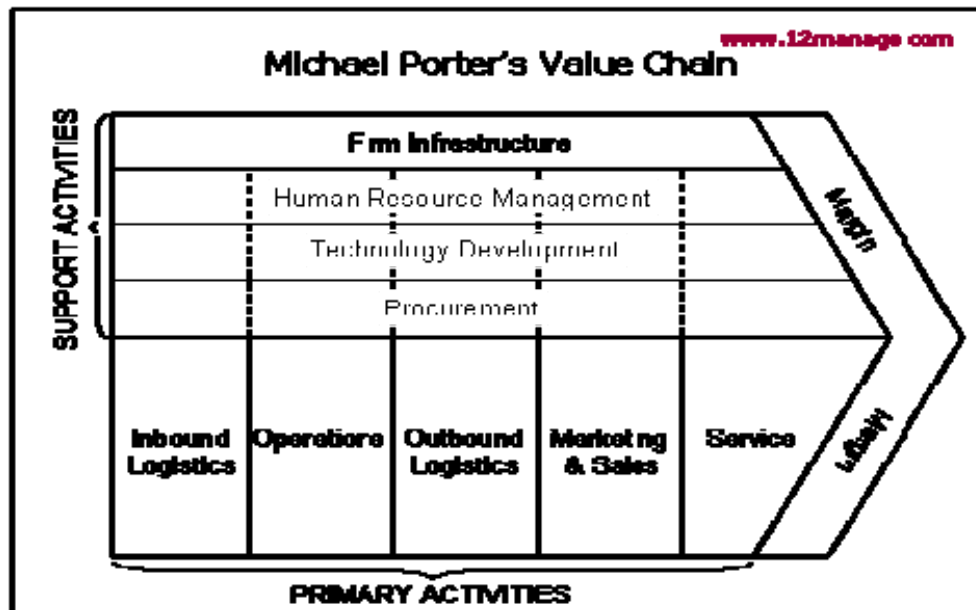 www.12manage.com
Michael Porter's Value Chain
SUPPORT ACTIVITIES
Firm Infrastructure
Human Resource Management
Technology Development
Procurement
Margin
Inbound
Logistics
Operations
Outbound
Logistics
Marketing
& Sales
Service
Margin
PRIMARY ACTIVITIES